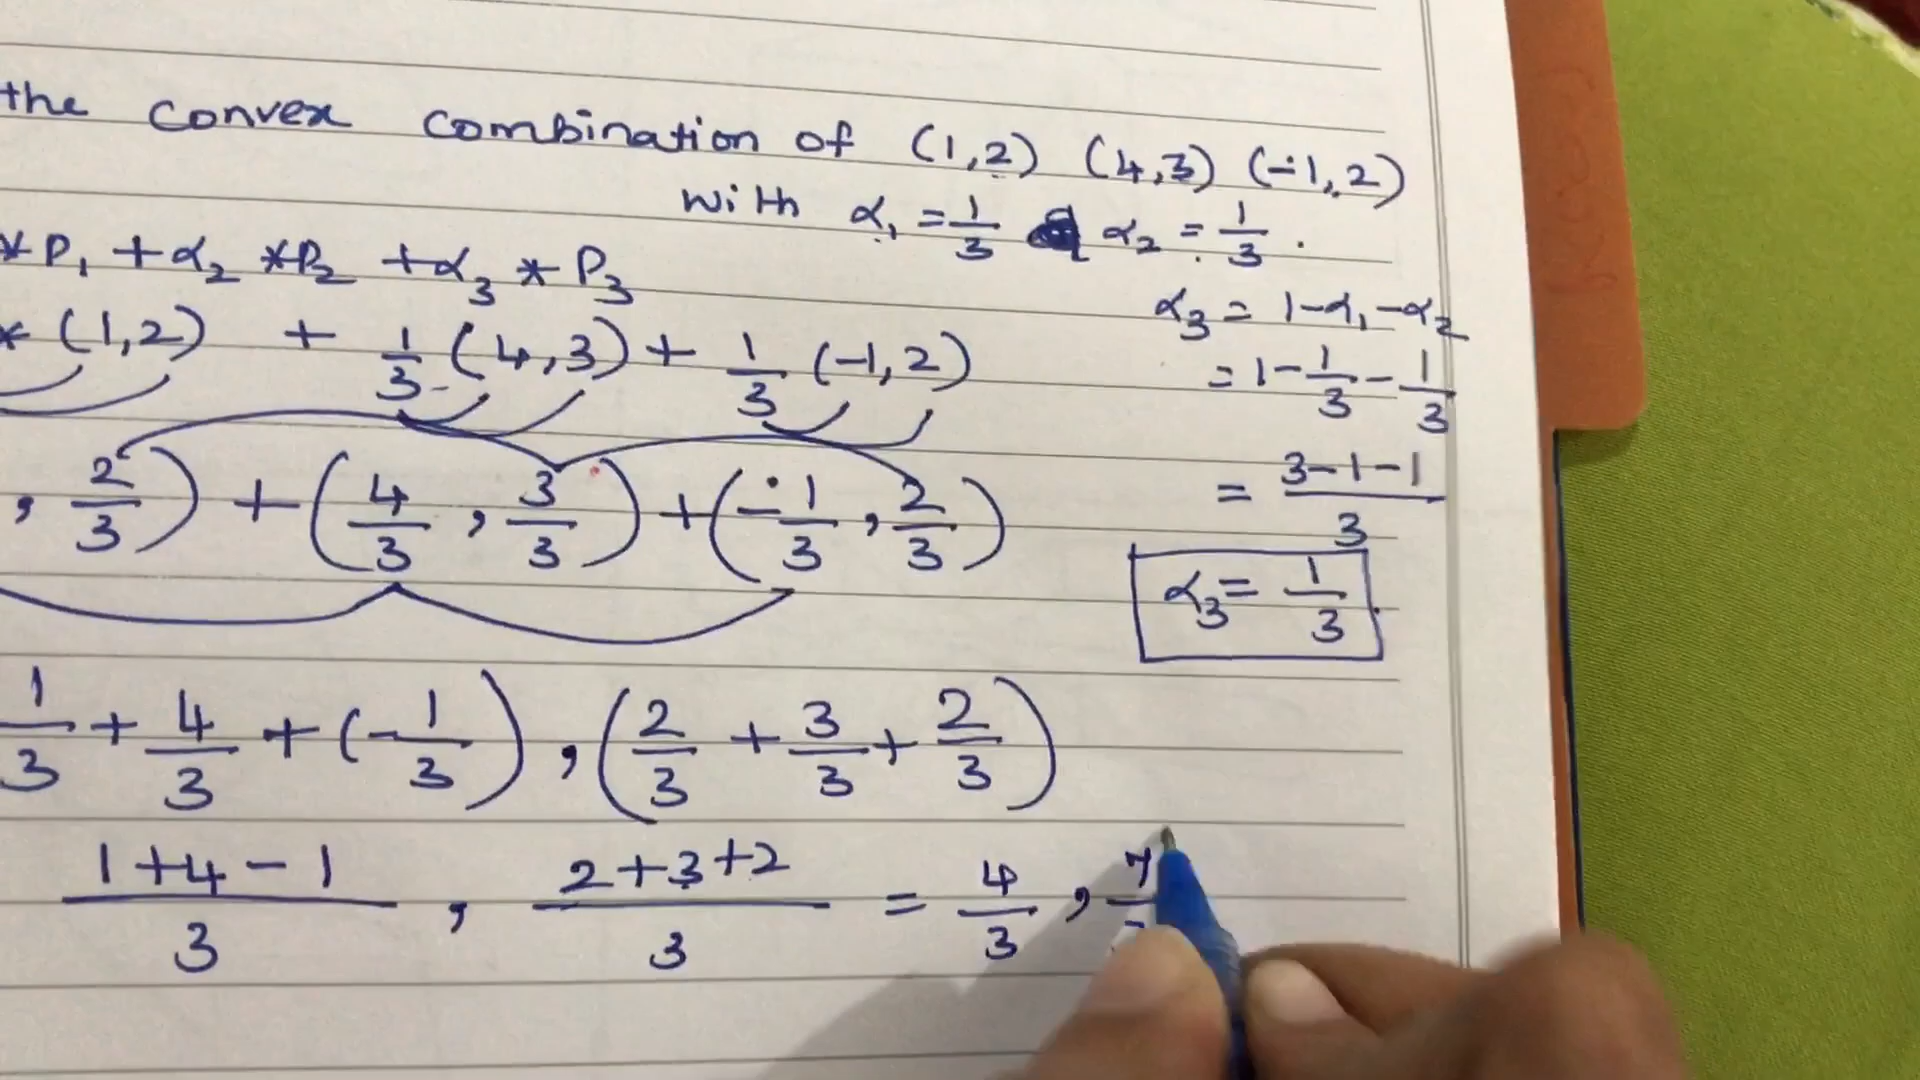 the convex combination of (1,2) (4,3) (-1,2)
with α₁ = 1/3 α₂ = 1/3 .
*P₁ + α₂ *P₂ + α₃ * P₃
α₃ = 1-α₁-α₂
* (1,2) + 1/3 (4,3) + 1/3 (-1,2)
= 1 - 1/3 - 1/3
, 2/3) + (4/3 , 3/3) + (-1/3 , 2/3)
= 3-1-1/3
α₃ = 1/3
1/3 + 4/3 + (-1/3) , (2/3 + 3/3 + 2/3)
1+4-1/3 , 2+3+2/3 = 4/3 , 7/